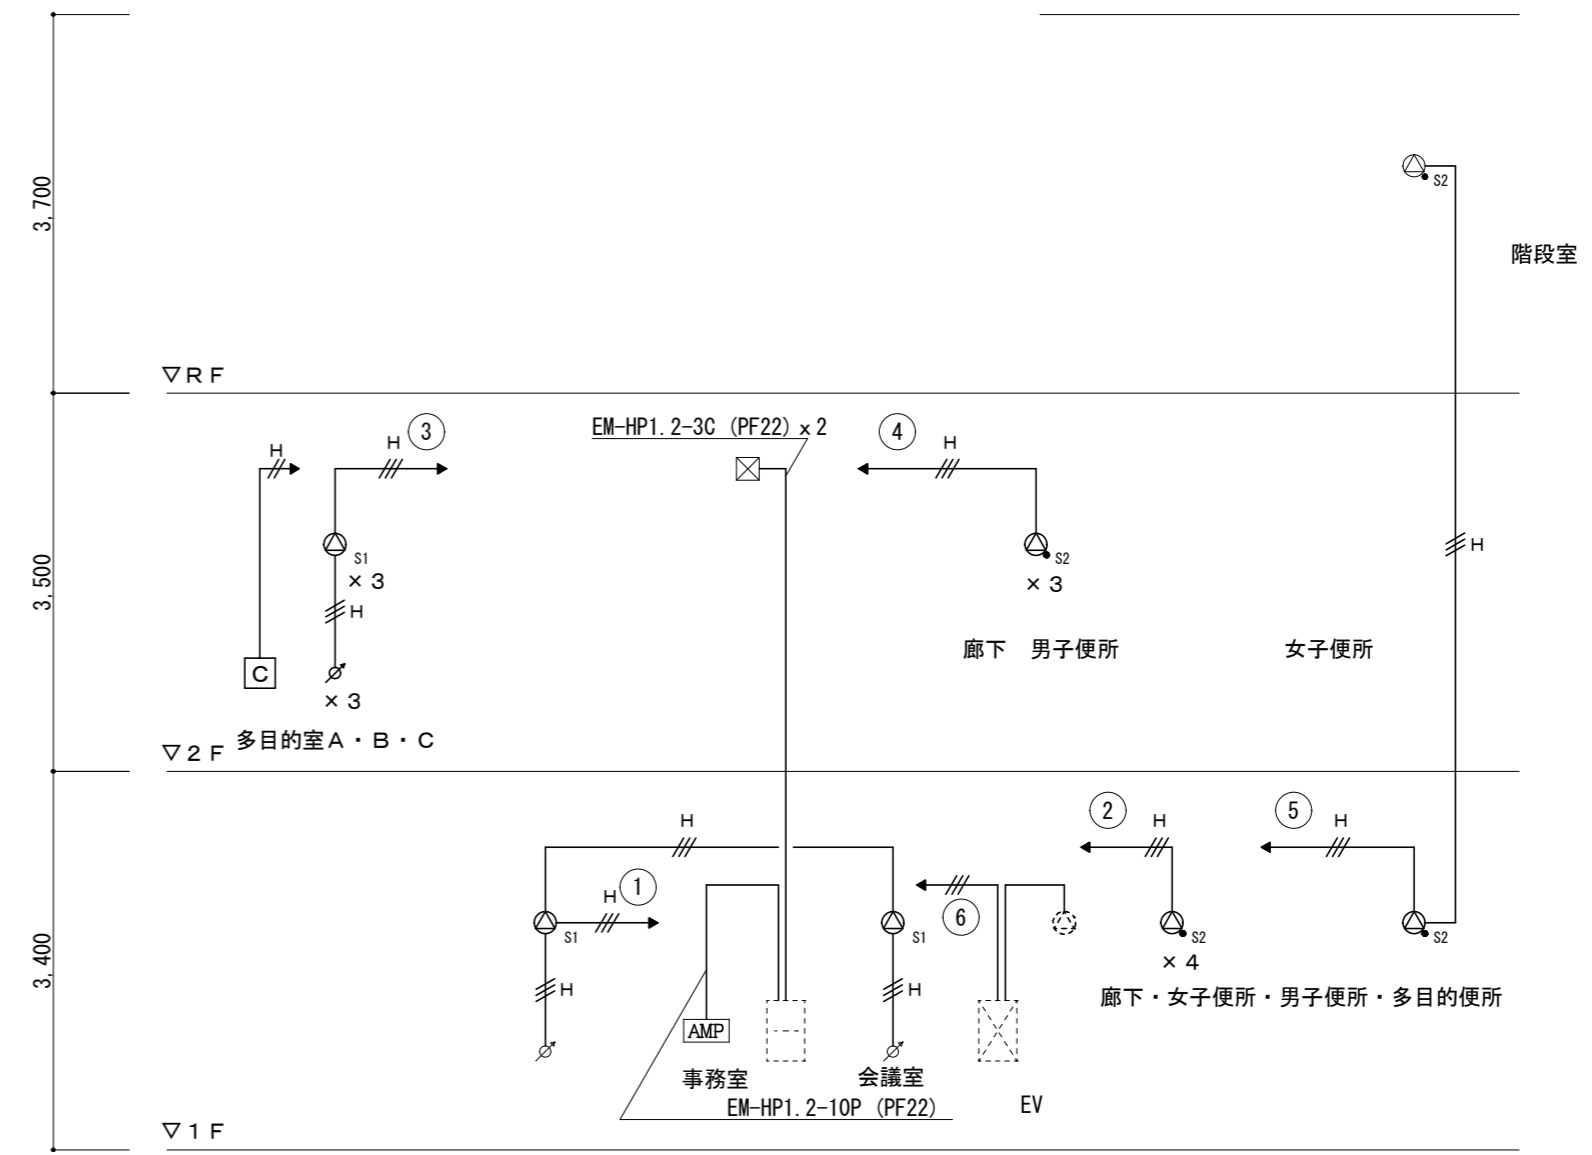 3,700
S2
階段室
▽RF
EM-HP1.2-3C (PF22) x 2
H
H
3
4
H
3,500
S1
×3
H
S2
×3
H
C
×3
廊下 男子便所
女子便所
多目的室A・B・C
▽2F
H
2
H
5
H
H
1
6
S1
S1
S2
S2
×4
3,400
H
H
廊下・女子便所・男子便所・多目的便所
AMP
事務室
会議室
EM-HP1.2-10P (PF22)
EV
▽1F